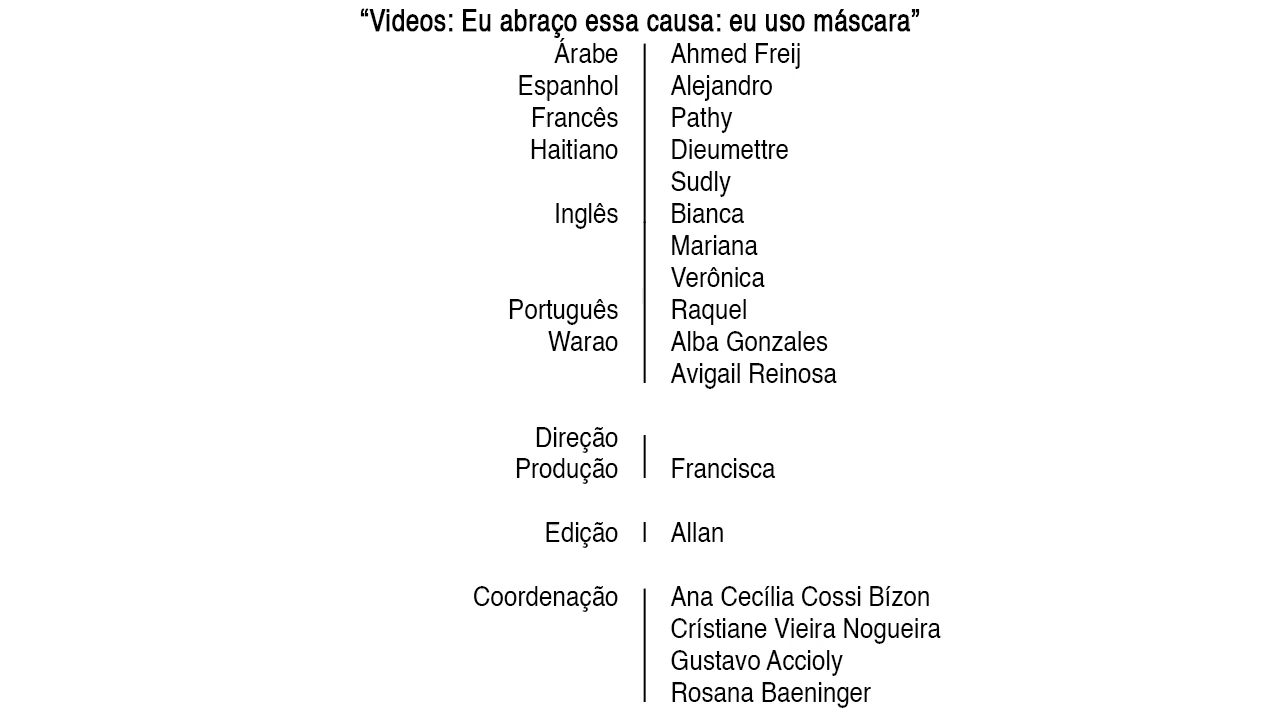 “Videos: Eu abraço essa causa: eu uso máscara”
Árabe Ahmed Freij
Espanhol Alejandro
Francês Pathy
Haitiano Dieumettre
Sudly
Inglês Bianca
Mariana
Verônica
Português Raquel
Warao Alba Gonzales
Avigail Reinosa
Direção
Produção Francisca
Edição Allan
Coordenação Ana Cecília Cossi Bízon
Crístiane Vieira Nogueira
Gustavo Accioly
Rosana Baeninger